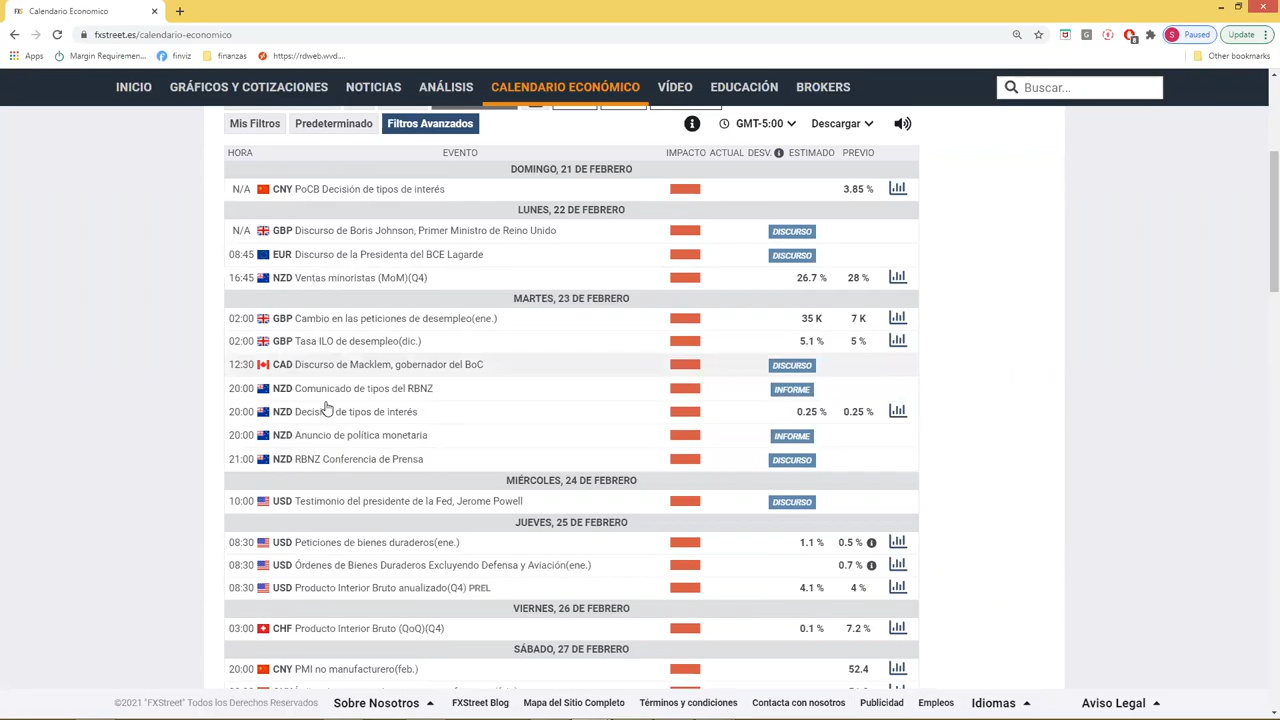 Calendario Economico
fxstreet.es/calendario-economico
Paused
Update
Apps
Margin Requiremen...
finviz
finanzas
https://rdweb.wvd....
Other bookmarks
INICIO GRÁFICOS Y COTIZACIONES NOTICIAS ANÁLISIS CALENDARIO ECONÓMICO VÍDEO EDUCACIÓN BROKERS Buscar...
Mis Filtros Predeterminado Filtros Avanzados GMT-5:00 Descargar
HORA EVENTO IMPACTO ACTUAL DESV. ESTIMADO PREVIO
DOMINGO, 21 DE FEBRERO
N/A CNY PoCB Decisión de tipos de interés 3.85 %
LUNES, 22 DE FEBRERO
N/A GBP Discurso de Boris Johnson, Primer Ministro de Reino Unido DISCURSO
08:45 EUR Discurso de la Presidenta del BCE Lagarde DISCURSO
16:45 NZD Ventas minoristas (MoM)(Q4) 26.7 % 28 %
MARTES, 23 DE FEBRERO
02:00 GBP Cambio en las peticiones de desempleo(ene.) 35 K 7 K
02:00 GBP Tasa ILO de desempleo(dic.) 5.1 % 5 %
12:30 CAD Discurso de Macklem, gobernador del BoC DISCURSO
20:00 NZD Comunicado de tipos del RBNZ INFORME
20:00 NZD Decisión de tipos de interés 0.25 % 0.25 %
20:00 NZD Anuncio de política monetaria INFORME
21:00 NZD RBNZ Conferencia de Prensa DISCURSO
MIÉRCOLES, 24 DE FEBRERO
10:00 USD Testimonio del presidente de la Fed, Jerome Powell DISCURSO
JUEVES, 25 DE FEBRERO
08:30 USD Peticiones de bienes duraderos(ene.) 1.1 % 0.5 %
08:30 USD Órdenes de Bienes Duraderos Excluyendo Defensa y Aviación(ene.) 0.7 %
08:30 USD Producto Interior Bruto anualizado(Q4) PREL 4.1 % 4 %
VIERNES, 26 DE FEBRERO
03:00 CHF Producto Interior Bruto (QoQ)(Q4) 0.1 % 7.2 %
SÁBADO, 27 DE FEBRERO
20:00 CNY PMI no manufacturero(feb.) 52.4
©2021 "FXStreet" Todos los Derechos Reservados Sobre Nosotros FXStreet Blog Mapa del Sitio Completo Términos y condiciones Contacta con nosotros Publicidad Empleos Idiomas Aviso Legal